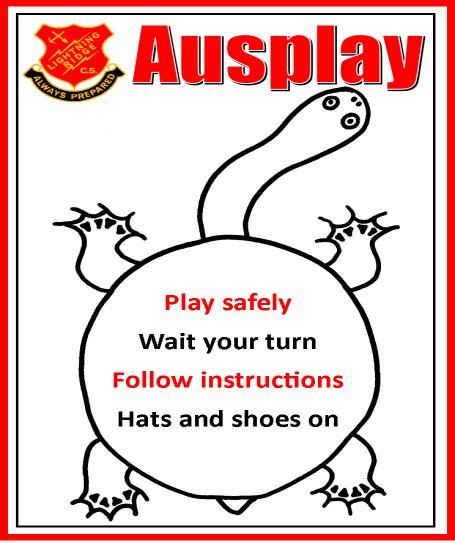 LIGHTNING
RIDGE
C.S.
ALWAYS PREPARED
Ausplay
Play safely
Wait your turn
Follow instructions
Hats and shoes on